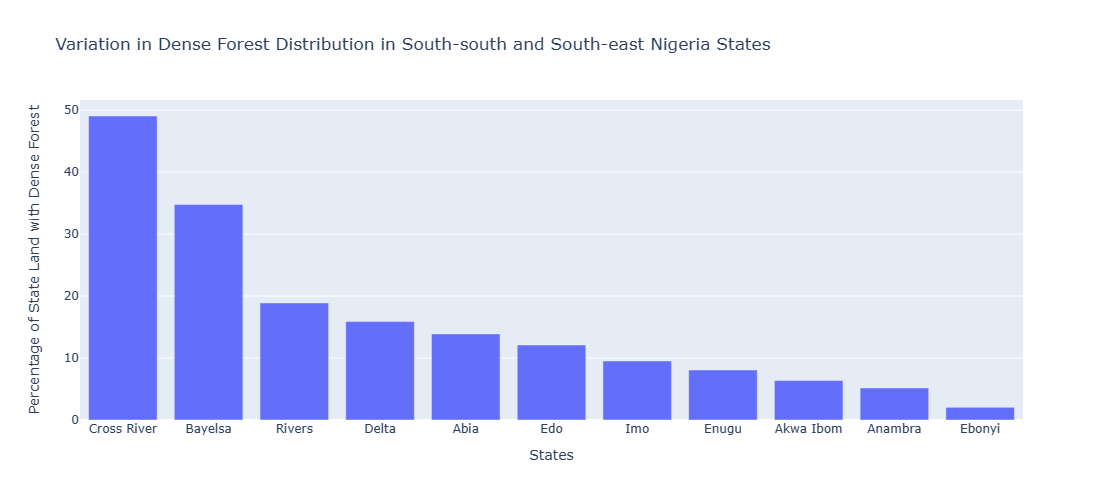 Variation in Dense Forest Distribution in South-south and South-east Nigeria States
Percentage of State Land with Dense Forest
50
40
30
20
10
0
Cross River Bayelsa Rivers Delta Abia Edo Imo Enugu Akwa Ibom Anambra Ebonyi
States